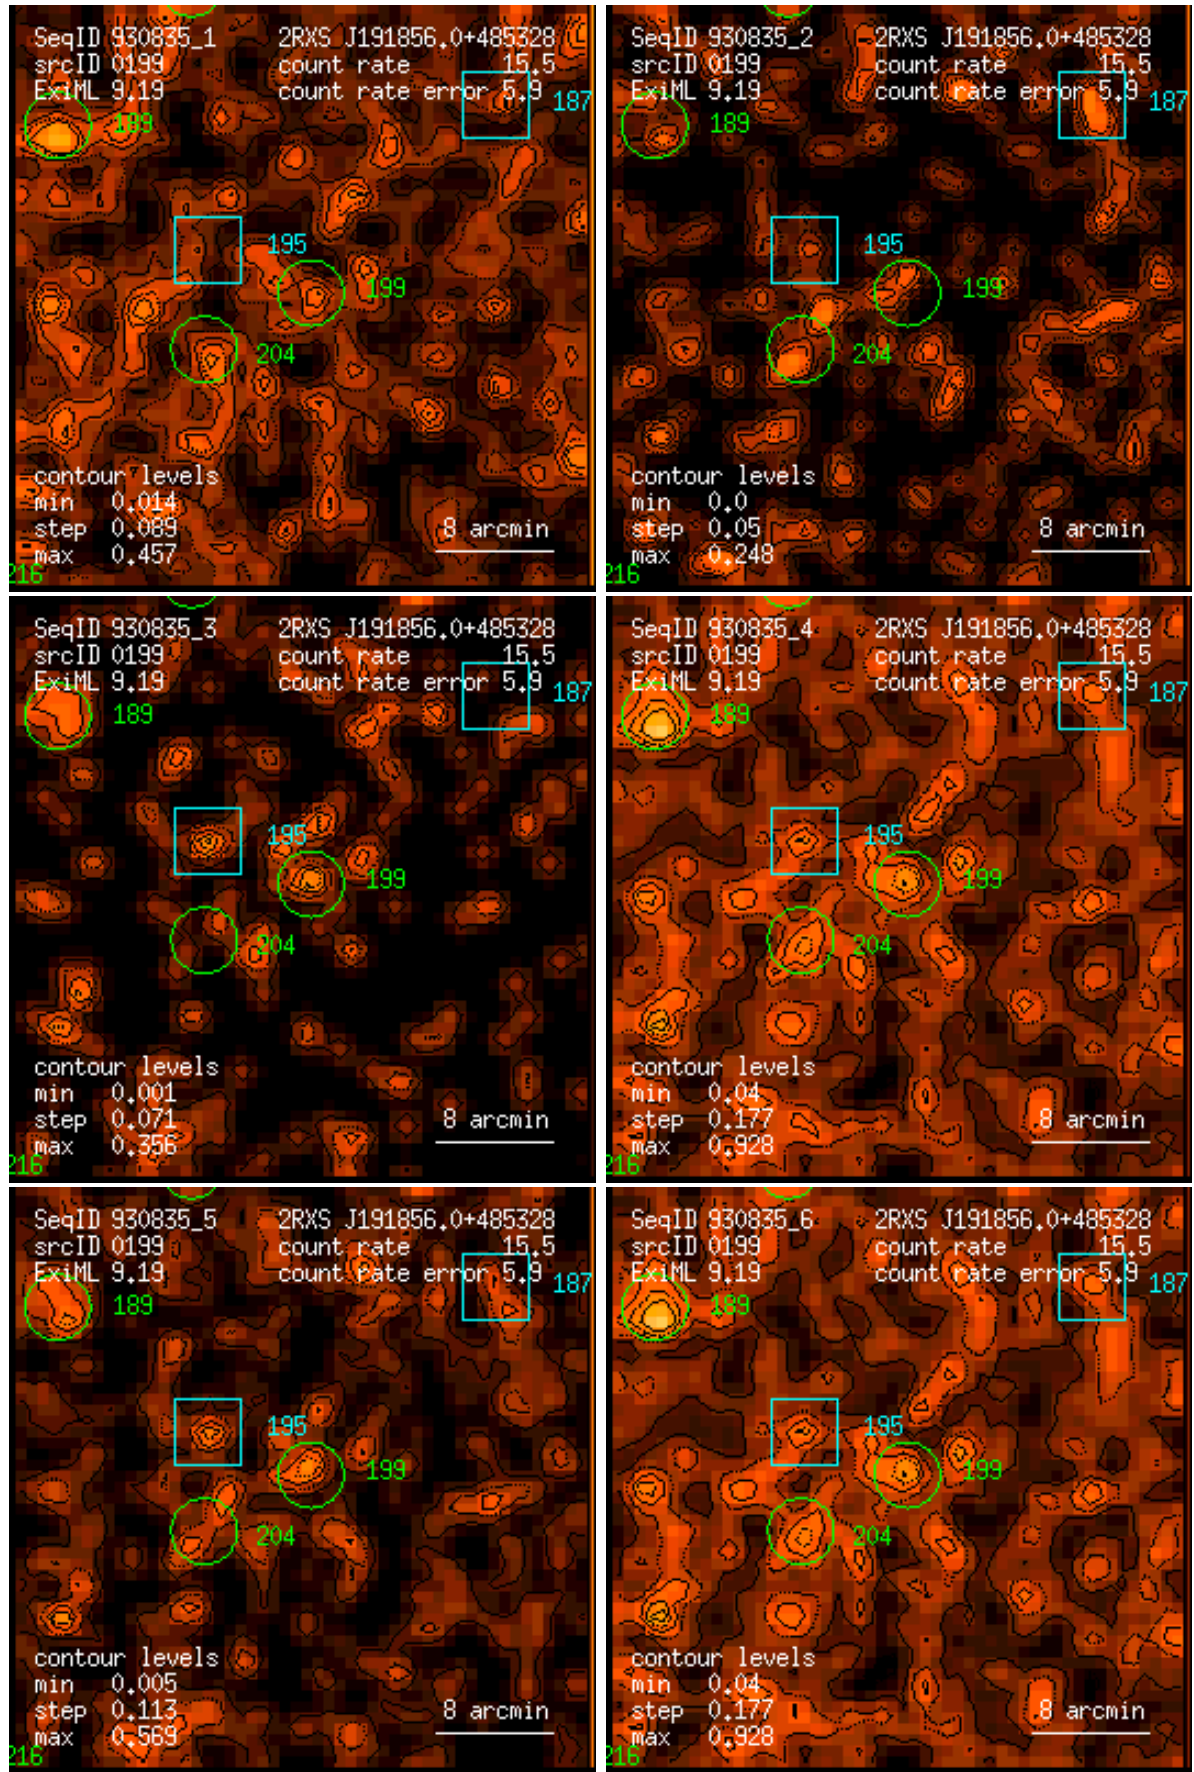 SeqID 930835_1 2RXS J191856.0+485328
srcID 0199 count rate 15.5
ExiML 9.19 count rate error 5.9
187
189
195
199
204
contour levels
min 0.014
step 0.089
max 0.457
8 arcmin
216
SeqID 930835_2 2RXS J191856.0+485328
srcID 0199 count rate 15.5
ExiML 9.19 count rate error 5.9
187
189
195
199
204
contour levels
min 0.0
step 0.05
max 0.248
8 arcmin
216
SeqID 930835_3 2RXS J191856.0+485328
srcID 0199 count rate 15.5
ExiML 9.19 count rate error 5.9
187
189
195
199
204
contour levels
min 0.001
step 0.071
max 0.356
8 arcmin
216
SeqID 930835_4 2RXS J191856.0+485328
srcID 0199 count rate 15.5
ExiML 9.19 count rate error 5.9
187
189
195
199
204
contour levels
min 0.04
step 0.177
max 0.928
8 arcmin
216
SeqID 930835_5 2RXS J191856.0+485328
srcID 0199 count rate 15.5
ExiML 9.19 count rate error 5.9
187
189
195
199
204
contour levels
min 0.005
step 0.113
max 0.569
8 arcmin
216
SeqID 930835_6 2RXS J191856.0+485328
srcID 0199 count rate 15.5
ExiML 9.19 count rate error 5.9
187
189
195
199
204
contour levels
min 0.04
step 0.177
max 0.928
8 arcmin
216